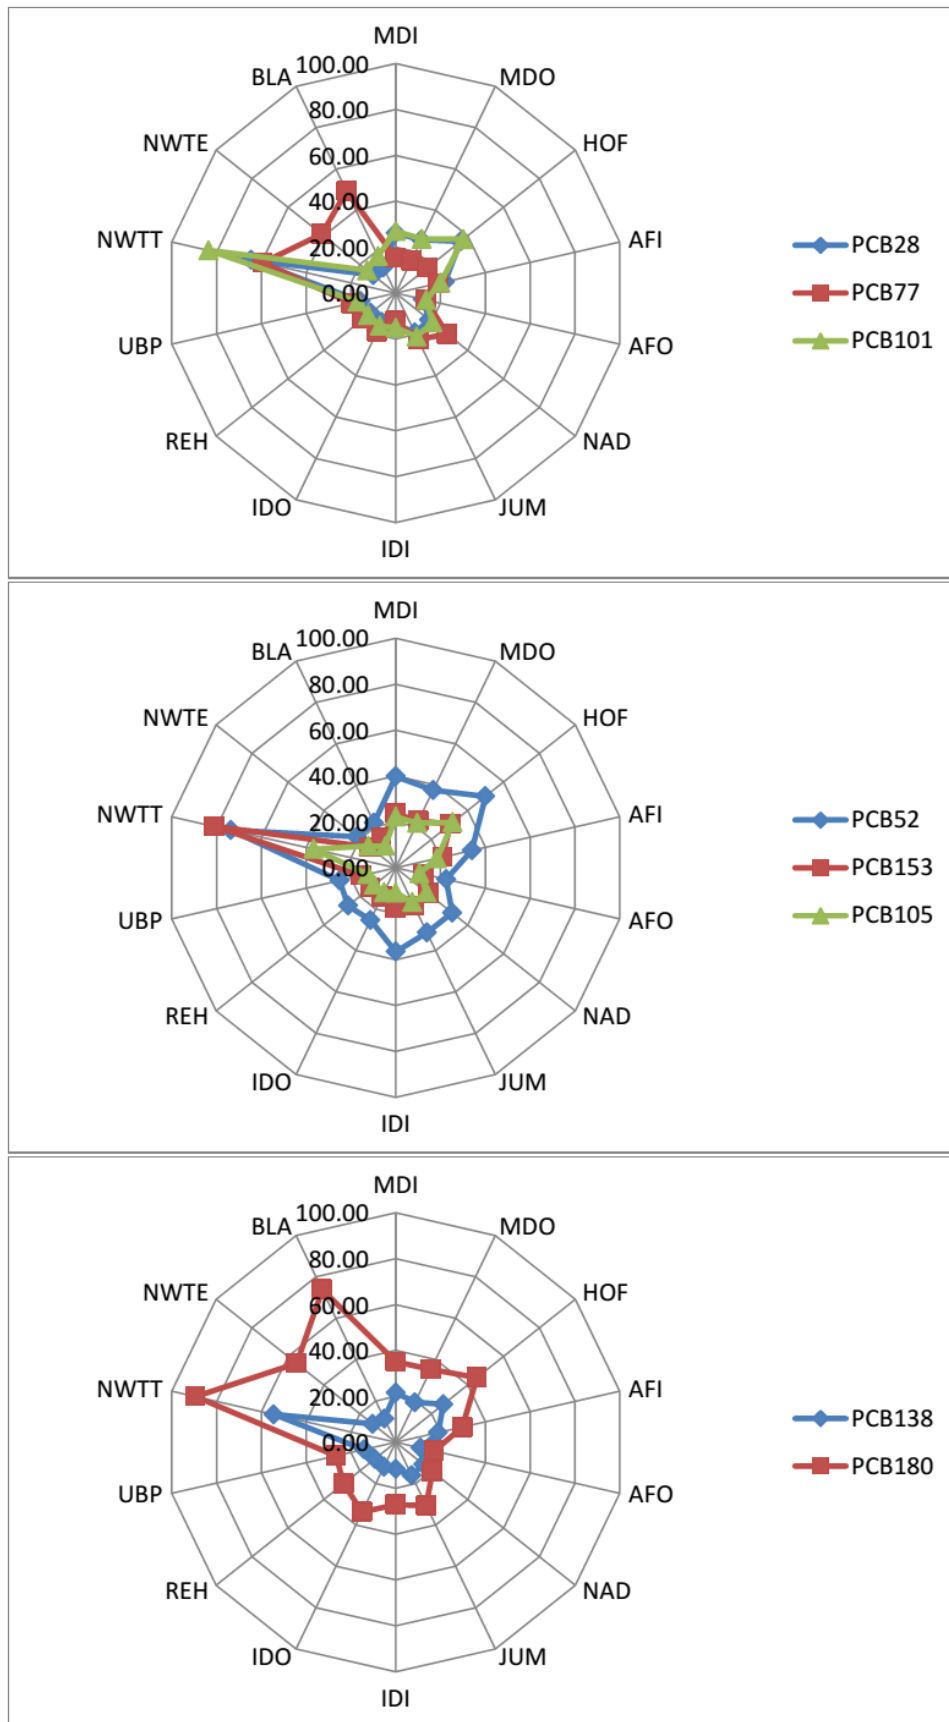 MDI
100.00
BLA
MDO
80.00
NWTE
HOF
60.00
40.00
NWTT
AFI
20.00
0.00
UBP
AFO
REH
NAD
IDO
JUM
IDI
PCB28
PCB77
PCB101
MDI
100.00
BLA
MDO
80.00
NWTE
HOF
60.00
40.00
NWTT
AFI
20.00
0.00
UBP
AFO
REH
NAD
IDO
JUM
IDI
PCB52
PCB153
PCB105
MDI
100.00
BLA
MDO
80.00
NWTE
HOF
60.00
40.00
NWTT
AFI
20.00
0.00
UBP
AFO
REH
NAD
IDO
JUM
IDI
PCB138
PCB180